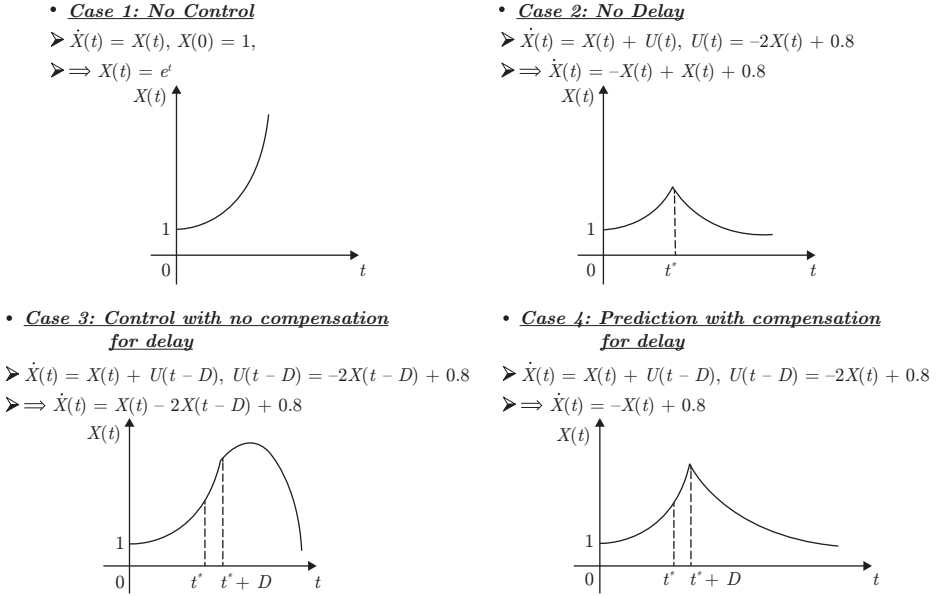 • Case 1: No Control
➢ Ẋ(t) = X(t), X(0) = 1,
➢ ⟹ X(t) = eᵗ
X(t)
1
0
t
• Case 2: No Delay
➢ Ẋ(t) = X(t) + U(t), U(t) = –2X(t) + 0.8
➢ ⟹ Ẋ(t) = –X(t) + X(t) + 0.8
X(t)
1
0
t*
t
• Case 3: Control with no compensation
for delay
➢ Ẋ(t) = X(t) + U(t – D), U(t – D) = –2X(t – D) + 0.8
➢ ⟹ Ẋ(t) = X(t) – 2X(t – D) + 0.8
X(t)
1
0
t*
t* + D
t
• Case 4: Prediction with compensation
for delay
➢ Ẋ(t) = X(t) + U(t – D), U(t – D) = –2X(t) + 0.8
➢ ⟹ Ẋ(t) = –X(t) + 0.8
X(t)
1
0
t*
t* + D
t